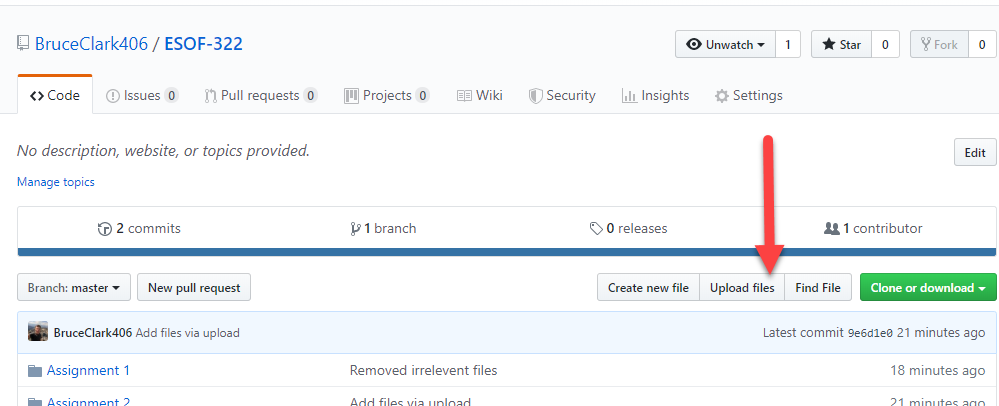 BruceClark406 / ESOF-322
Unwatch 1 Star 0 Fork 0
Code Issues 0 Pull requests 0 Projects 0 Wiki Security Insights Settings
No description, website, or topics provided. Edit
Manage topics
2 commits 1 branch 0 releases 1 contributor
Branch: master New pull request Create new file Upload files Find File Clone or download
BruceClark406 Add files via upload Latest commit 9e6d1e0 21 minutes ago
Assignment 1 Removed irrelevent files 18 minutes ago
Assignment 2 Add files via upload 21 minutes ago